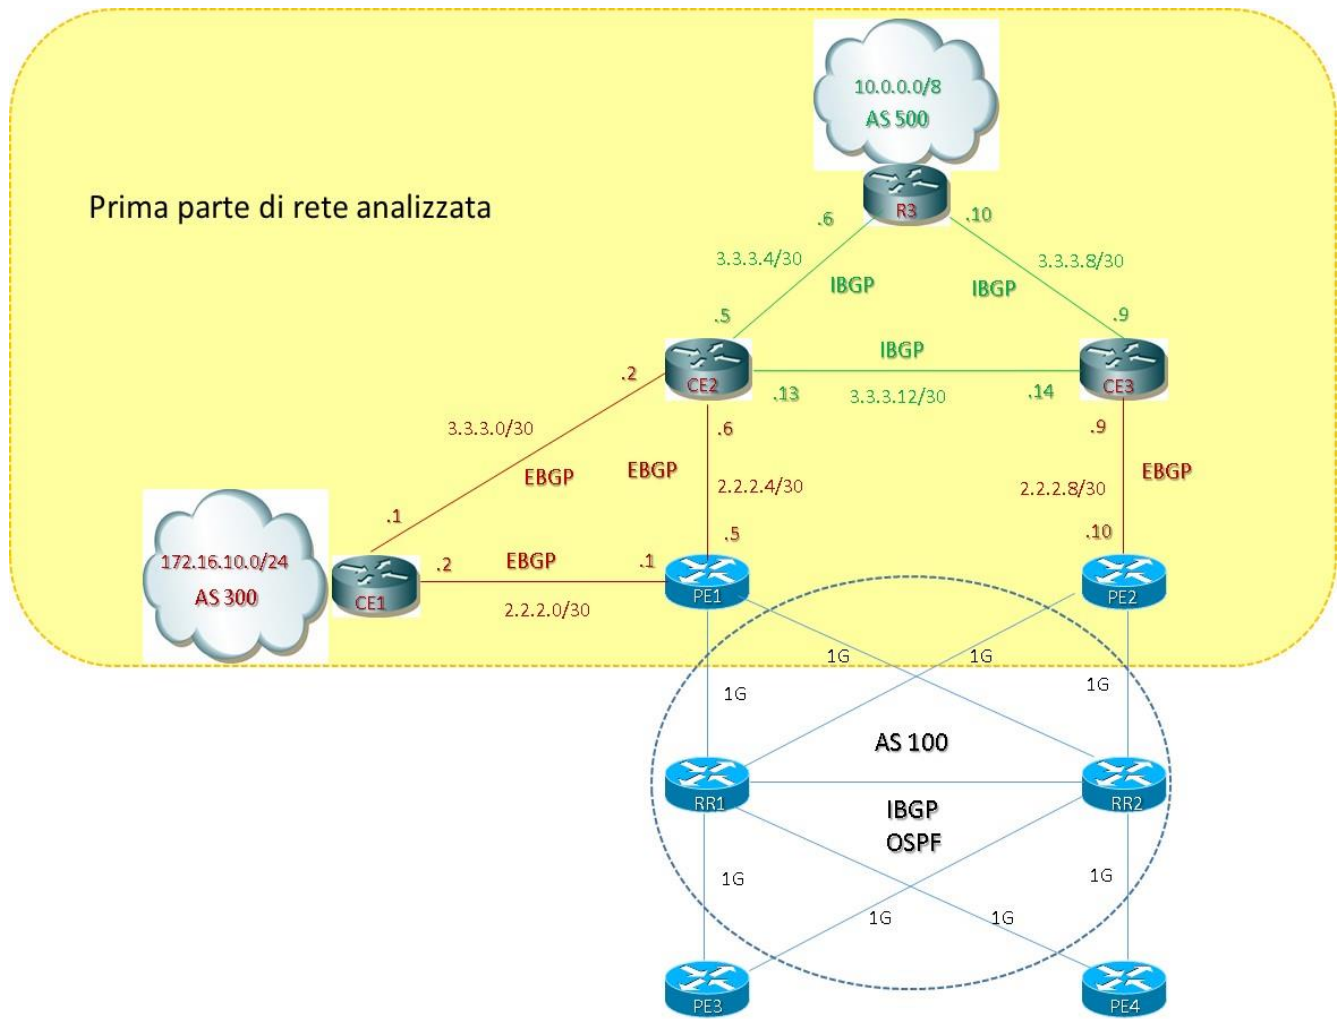 10.0.0.0/8
AS 500
Prima parte di rete analizzata
R3
.6
.10
3.3.3.4/30
3.3.3.8/30
IBGP
IBGP
.5
.9
IBGP
.2
CE2
CE3
.13
3.3.3.12/30
.14
3.3.3.0/30
.6
.9
EBGP
EBGP
EBGP
2.2.2.4/30
2.2.2.8/30
.1
.5
.10
172.16.10.0/24
AS 300
CE1
.2
EBGP
.1
2.2.2.0/30
PE1
PE2
1G
1G
1G
1G
AS 100
RR1
RR2
IBGP
OSPF
1G
1G
1G
1G
PE3
PE4